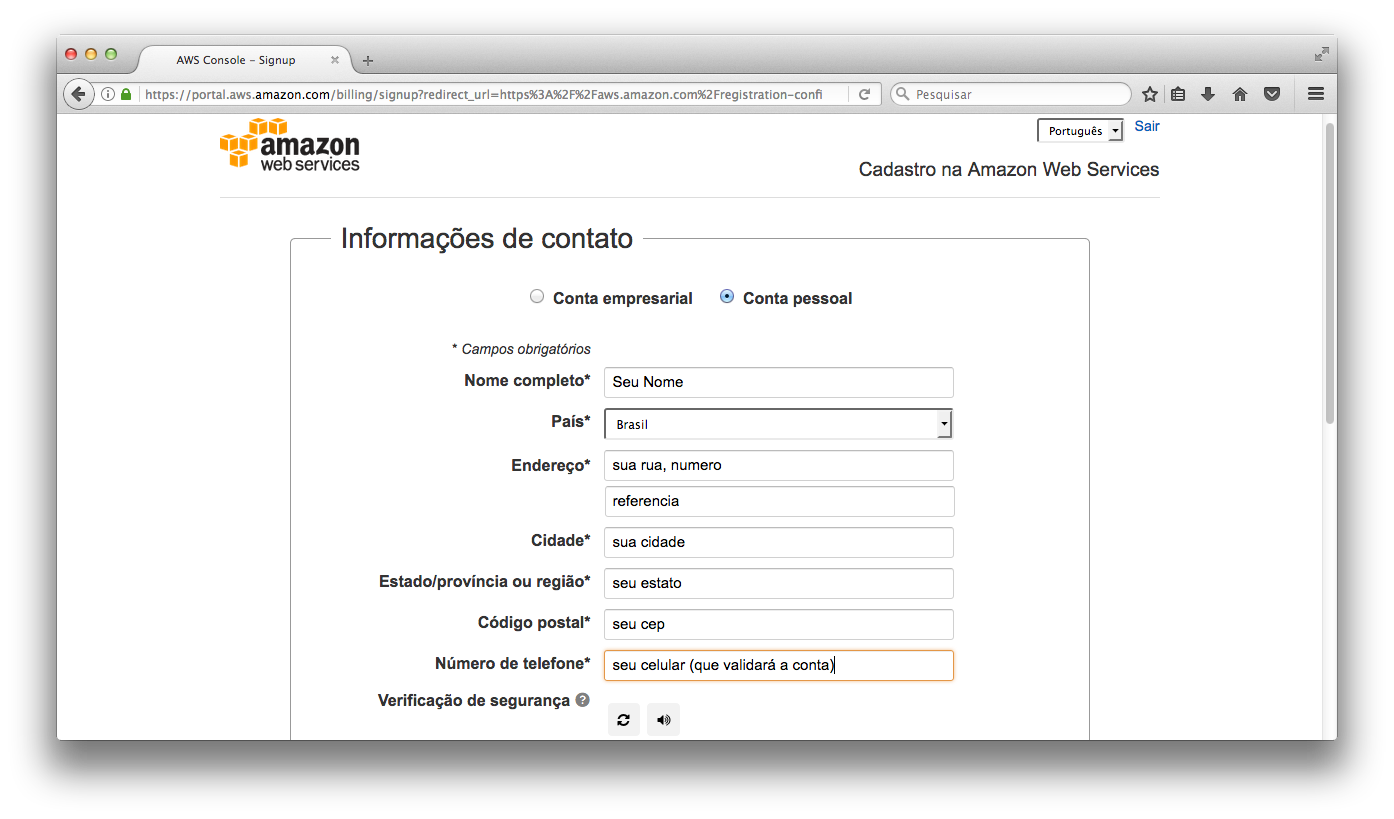 AWS Console – Signup
https://portal.aws.amazon.com/billing/signup?redirect_url=https%3A%2F%2Faws.amazon.com%2Fregistration-confi
Pesquisar
amazon
web services
Português
Sair
Cadastro na Amazon Web Services
Informações de contato
Conta empresarial
Conta pessoal
* Campos obrigatórios
Nome completo* Seu Nome
País* Brasil
Endereço* sua rua, numero
referencia
Cidade* sua cidade
Estado/província ou região* seu estato
Código postal* seu cep
Número de telefone* seu celular (que validará a conta)
Verificação de segurança ?